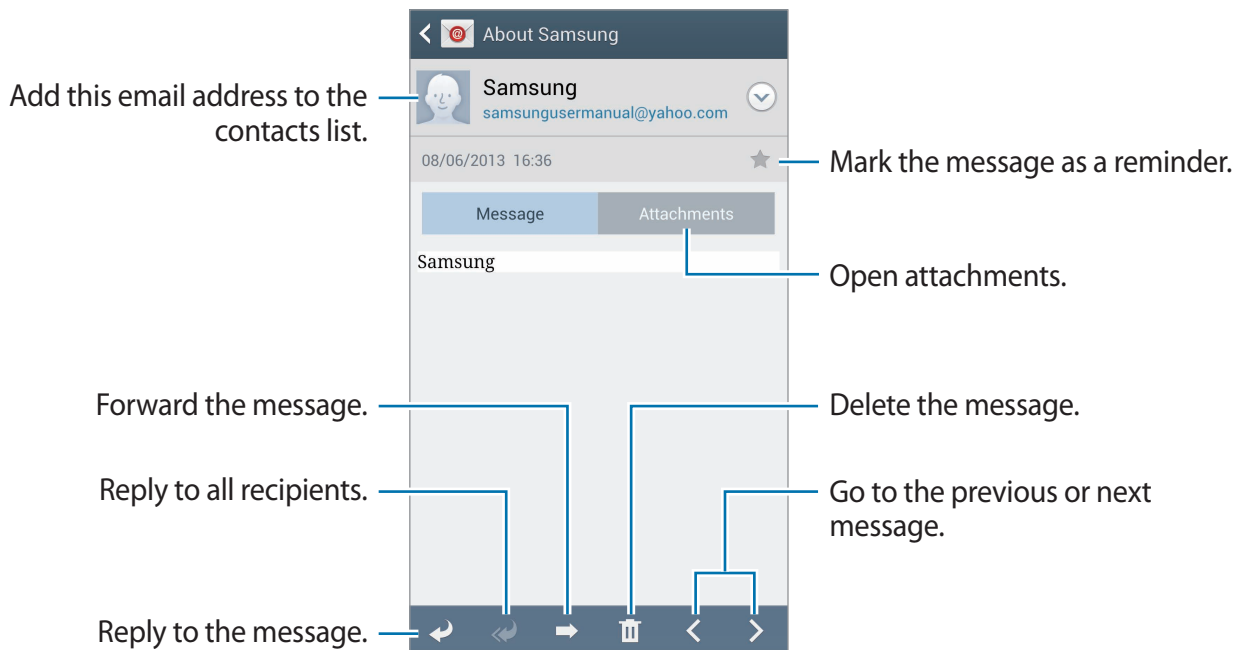 About Samsung
Add this email address to the
contacts list.
Samsung
samsungusermanual@yahoo.com
08/06/2013 16:36
Mark the message as a reminder.
Message
Attachments
Samsung
Open attachments.
Forward the message.
Delete the message.
Reply to all recipients.
Go to the previous or next
message.
Reply to the message.